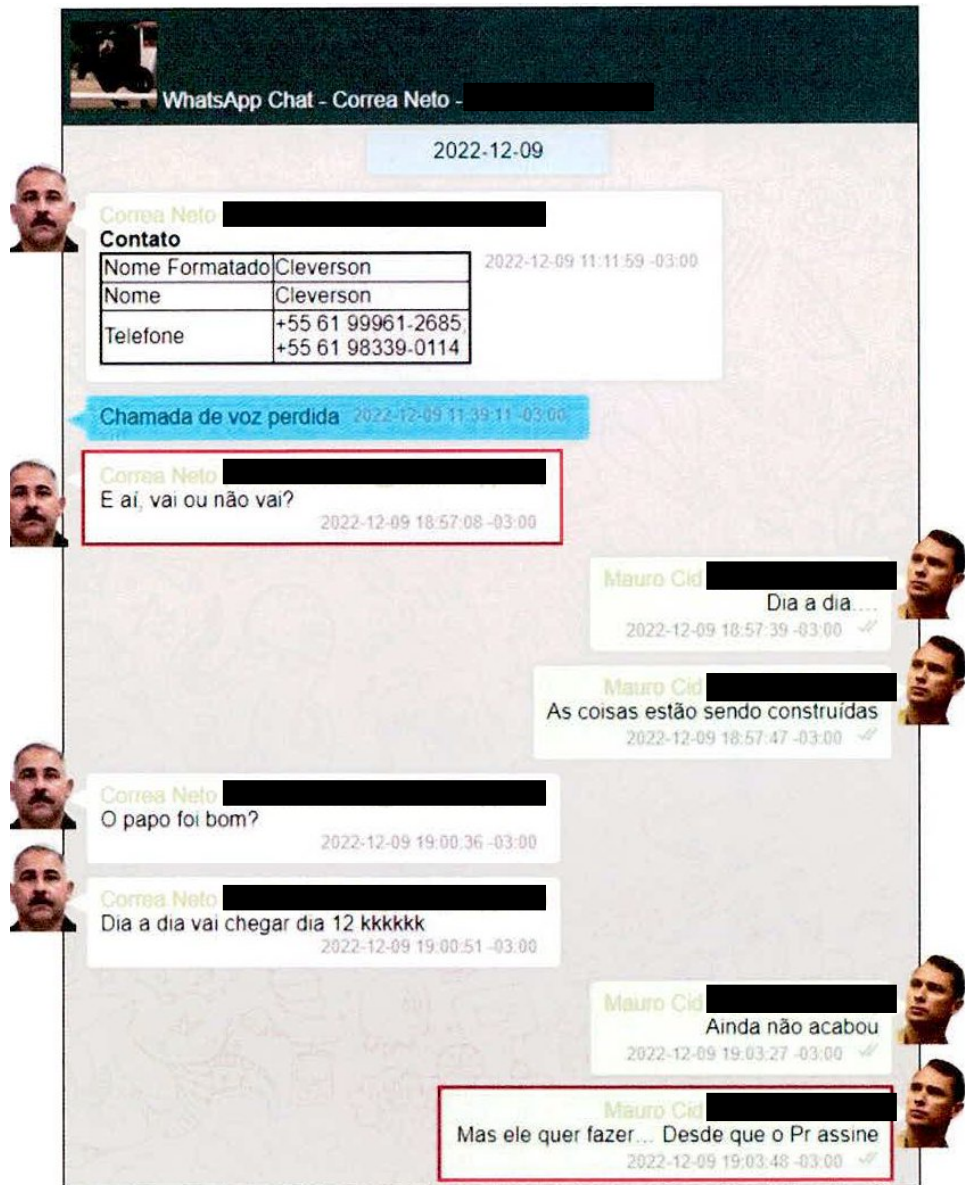 WhatsApp Chat - Correa Neto -
2022-12-09
Correa Neto
Contato
Nome Formatado Cleverson
2022-12-09 11:11:59 -03:00
Nome Cleverson
Telefone +55 61 99961-2685;
+55 61 98339-0114
Chamada de voz perdida 2022-12-09 11:39:11 -03:00
Correa Neto
E aí, vai ou não vai?
2022-12-09 18:57:08 -03:00
Mauro Cid
Dia a dia....
2022-12-09 18:57:39 -03:00
Mauro Cid
As coisas estão sendo construídas
2022-12-09 18:57:47 -03:00
Correa Neto
O papo foi bom?
2022-12-09 19:00:36 -03:00
Correa Neto
Dia a dia vai chegar dia 12 kkkkkk
2022-12-09 19:00:51 -03:00
Mauro Cid
Ainda não acabou
2022-12-09 19:03:27 -03:00
Mauro Cid
Mas ele quer fazer... Desde que o Pr assine
2022-12-09 19:03:48 -03:00